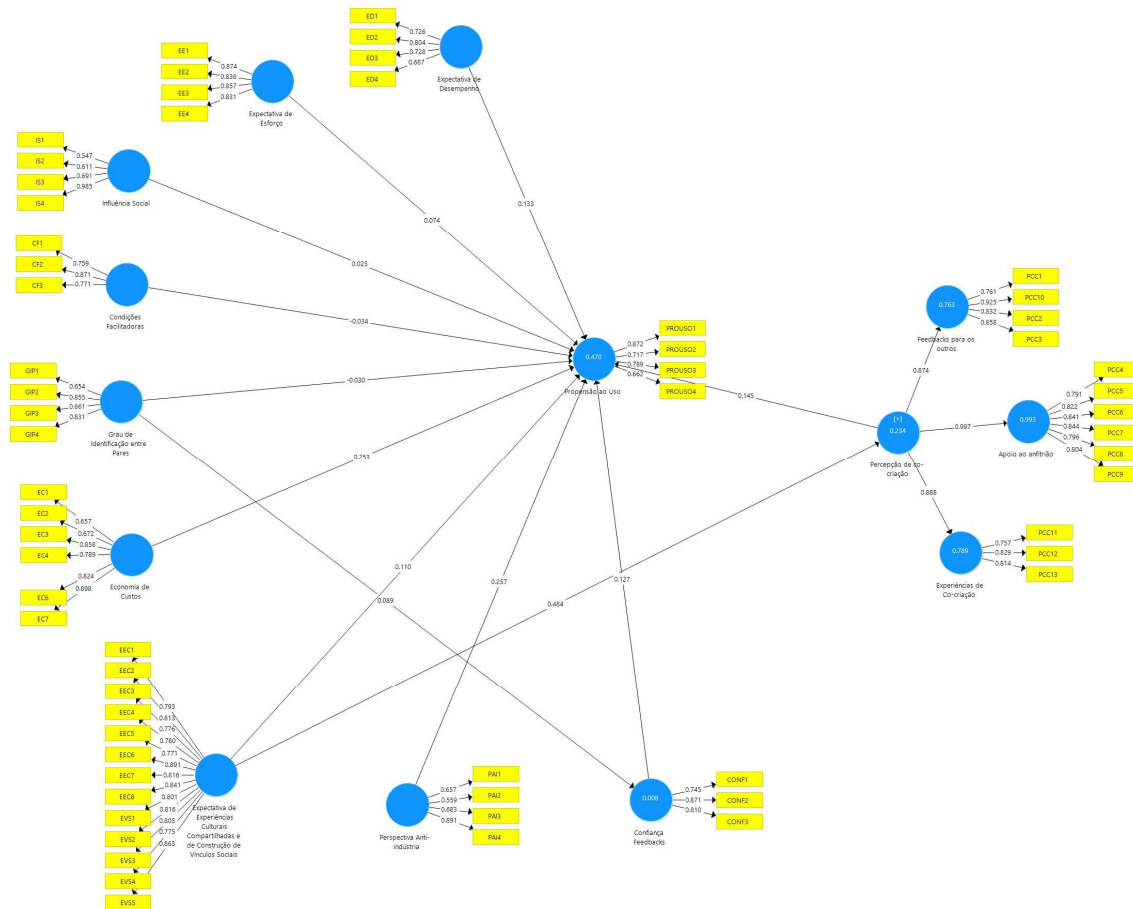 ED1
ED2
ED3
ED4
0.726
0.804
0.728
0.687
Expectativa de
Desempenho
EE1
EE2
EE3
EE4
0.874
0.836
0.857
0.831
Expectativa de
Esforço
IS1
IS2
IS3
IS4
0.547
0.611
0.691
0.985
Influência Social
CF1
CF2
CF3
0.759
0.871
0.771
Condições
Facilitadoras
GIP1
GIP2
GIP3
GIP4
0.654
0.855
0.661
0.831
Grau de
Identificação entre
Pares
EC1
EC2
EC3
EC4
EC6
EC7
0.657
0.672
0.858
0.789
0.824
0.898
Economia de
Custos
EEC1
EEC2
EEC3
EEC4
EEC5
EEC6
EEC7
EEC8
EVS1
EVS2
EVS3
EVS4
EVS5
0.793
0.813
0.776
0.780
0.771
0.891
0.816
0.841
0.801
0.816
0.805
0.775
0.863
Expectativa de
Experiências
Culturais
Compartilhadas e
de Construção de
Vínculos Sociais
0.133
0.074
0.025
-0.034
-0.030
0.253
0.110
0.089
0.257
0.127
0.484
0.145
0.470
Propensão ao Uso
PROUSO1
PROUSO2
PROUSO3
PROUSO4
0.872
0.717
0.789
0.662
PAI1
PAI2
PAI3
PAI4
0.657
0.559
0.683
0.891
Perspectiva Anti-
indústria
0.008
Confiança
Feedbacks
CONF1
CONF2
CONF3
0.745
0.871
0.810
[+]
0.234
Percepção de co-
criação
0.874
0.997
0.888
0.763
Feedbacks para os
outros
PCC1
PCC10
PCC2
PCC3
0.761
0.925
0.832
0.858
0.993
Apoio ao anfitrião
PCC4
PCC5
PCC6
PCC7
PCC8
PCC9
0.791
0.822
0.841
0.844
0.796
0.804
0.789
Experiências de
Co-criação
PCC11
PCC12
PCC13
0.757
0.829
0.814